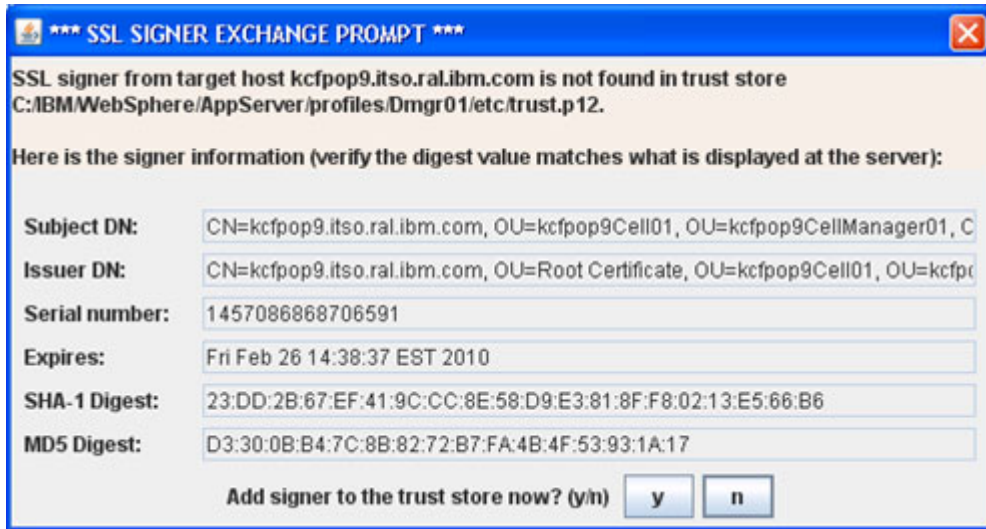 *** SSL SIGNER EXCHANGE PROMPT ***
SSL signer from target host kcfpop9.itso.ral.ibm.com is not found in trust store
C:/IBM/WebSphere/AppServer/profiles/Dmgr01/etc/trust.p12.
Here is the signer information (verify the digest value matches what is displayed at the server):
Subject DN: CN=kcfpop9.itso.ral.ibm.com, OU=kcfpop9Cell01, OU=kcfpop9CellManager01, C
Issuer DN: CN=kcfpop9.itso.ral.ibm.com, OU=Root Certificate, OU=kcfpop9Cell01, OU=kcfpc
Serial number: 1457086868706591
Expires: Fri Feb 26 14:38:37 EST 2010
SHA-1 Digest: 23:DD:2B:67:EF:41:9C:CC:8E:58:D9:E3:81:8F:F8:02:13:E5:66:B6
MD5 Digest: D3:30:0B:B4:7C:8B:82:72:B7:FA:4B:4F:53:93:1A:17
Add signer to the trust store now? (y/n) y n